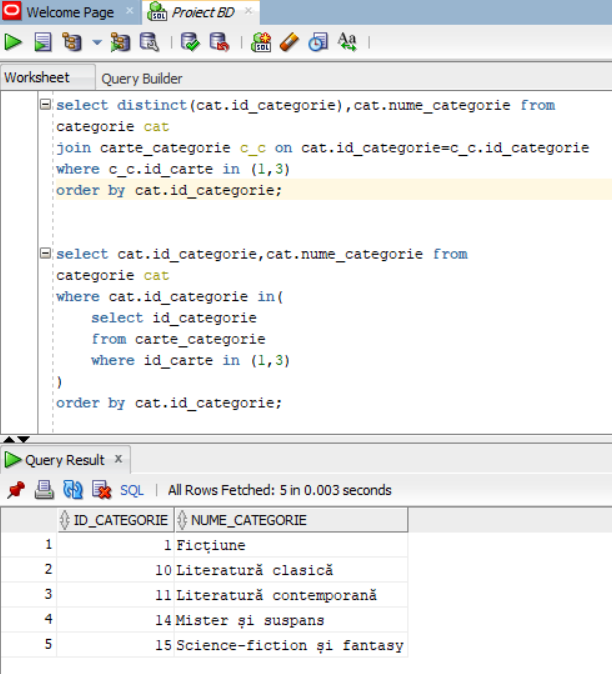 Welcome Page
Proiect BD
Worksheet
Query Builder
select distinct(cat.id_categorie),cat.nume_categorie from
categorie cat
join carte_categorie c_c on cat.id_categorie=c_c.id_categorie
where c_c.id_carte in (1,3)
order by cat.id_categorie;
select cat.id_categorie,cat.nume_categorie from
categorie cat
where cat.id_categorie in(
select id_categorie
from carte_categorie
where id_carte in (1,3)
)
order by cat.id_categorie;
Query Result x
SQL | All Rows Fetched: 5 in 0.003 seconds
ID_CATEGORIE NUME_CATEGORIE
1 1 Ficțiune
2 10 Literatură clasică
3 11 Literatură contemporană
4 14 Mister și suspans
5 15 Science-fiction și fantasy